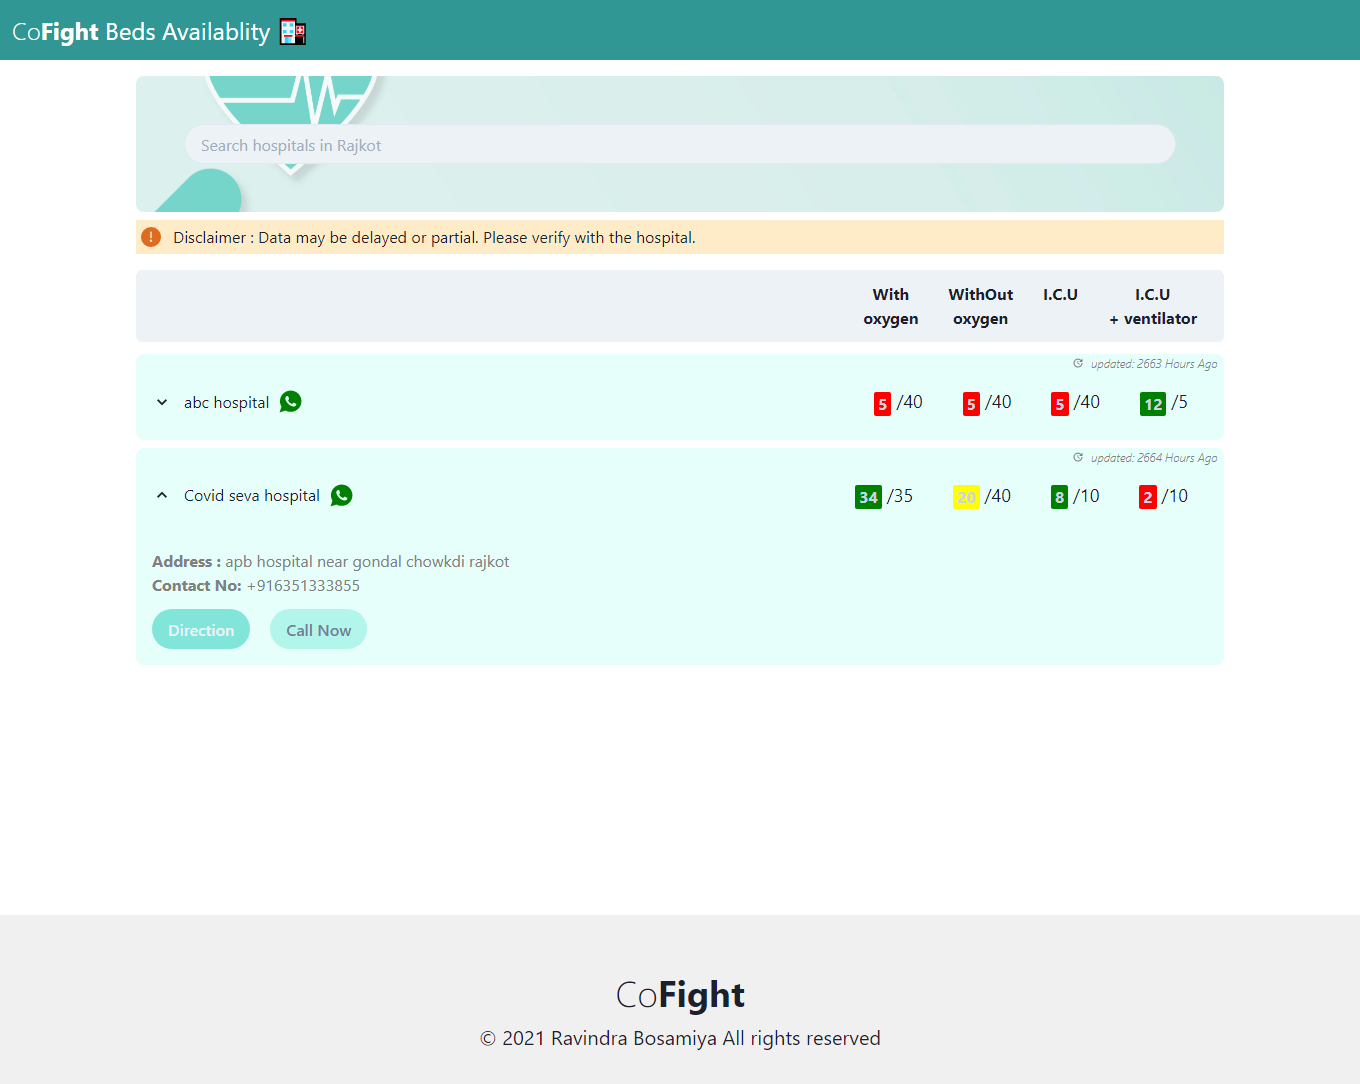 CoFight Beds Availablity
Search hospitals in Rajkot
Disclaimer : Data may be delayed or partial. Please verify with the hospital.
With oxygen WithOut oxygen I.C.U I.C.U + ventilator
updated: 2663 Hours Ago
abc hospital 5 /40 5 /40 5 /40 12 /5
updated: 2664 Hours Ago
Covid seva hospital 34 /35 20 /40 8 /10 2 /10
Address : apb hospital near gondal chowkdi rajkot
Contact No: +916351333855
Direction Call Now
CoFight
© 2021 Ravindra Bosamiya All rights reserved